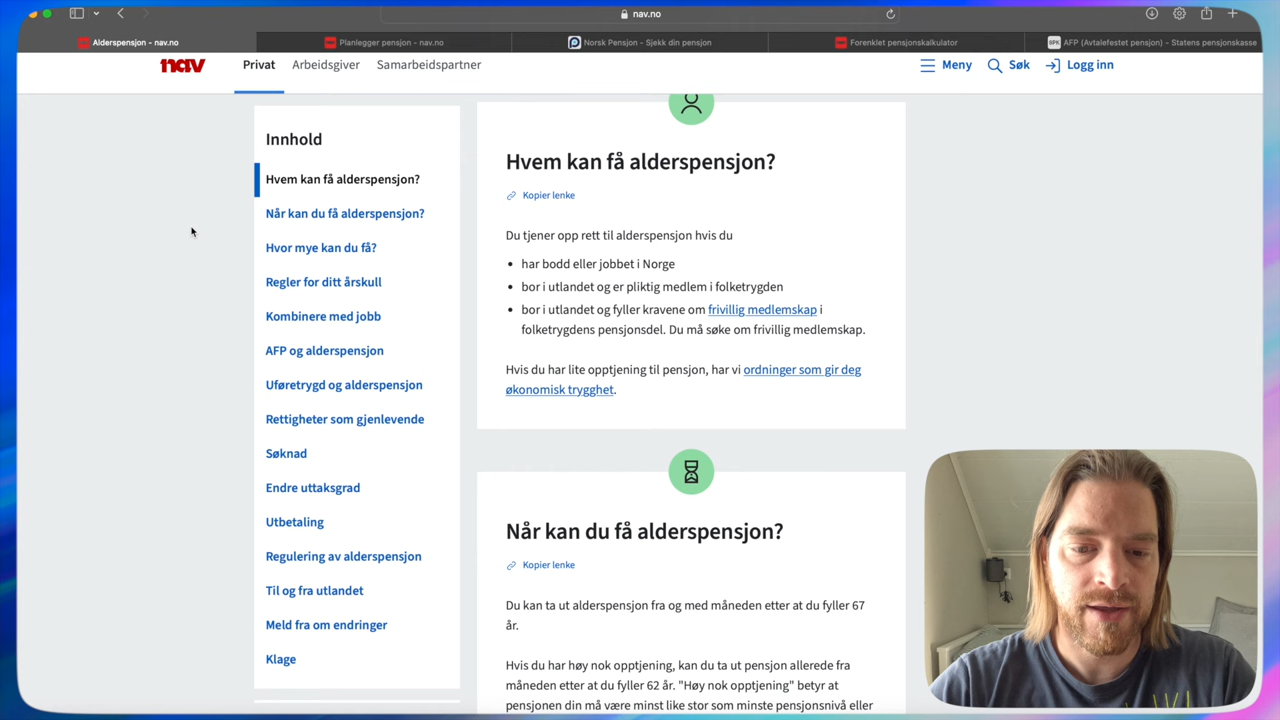 nav.no
Alderspensjon – nav.no
Planlegger pensjon - nav.no
Norsk Pensjon - Sjekk din pensjon
Forenklet pensjonskalkulator
AFP (Avtalefestet pensjon) - Statens pensjonskasse
nav
Privat
Arbeidsgiver
Samarbeidspartner
Meny
Søk
Logg inn
Innhold
Hvem kan få alderspensjon?
Når kan du få alderspensjon?
Hvor mye kan du få?
Regler for ditt årskull
Kombinere med jobb
AFP og alderspensjon
Uføretrygd og alderspensjon
Rettigheter som gjenlevende
Søknad
Endre uttaksgrad
Utbetaling
Regulering av alderspensjon
Til og fra utlandet
Meld fra om endringer
Klage
Hvem kan få alderspensjon?
Kopier lenke
Du tjener opp rett til alderspensjon hvis du
• har bodd eller jobbet i Norge
• bor i utlandet og er pliktig medlem i folketrygden
• bor i utlandet og fyller kravene om frivillig medlemskap i
folketrygdens pensjonsdel. Du må søke om frivillig medlemskap.
Hvis du har lite opptjening til pensjon, har vi ordninger som gir deg
økonomisk trygghet.
Når kan du få alderspensjon?
Kopier lenke
Du kan ta ut alderspensjon fra og med måneden etter at du fyller 67
år.
Hvis du har høy nok opptjening, kan du ta ut pensjon allerede fra
måneden etter at du fyller 62 år. "Høy nok opptjening" betyr at
pensjonen din må være minst like stor som minste pensjonsnivå eller